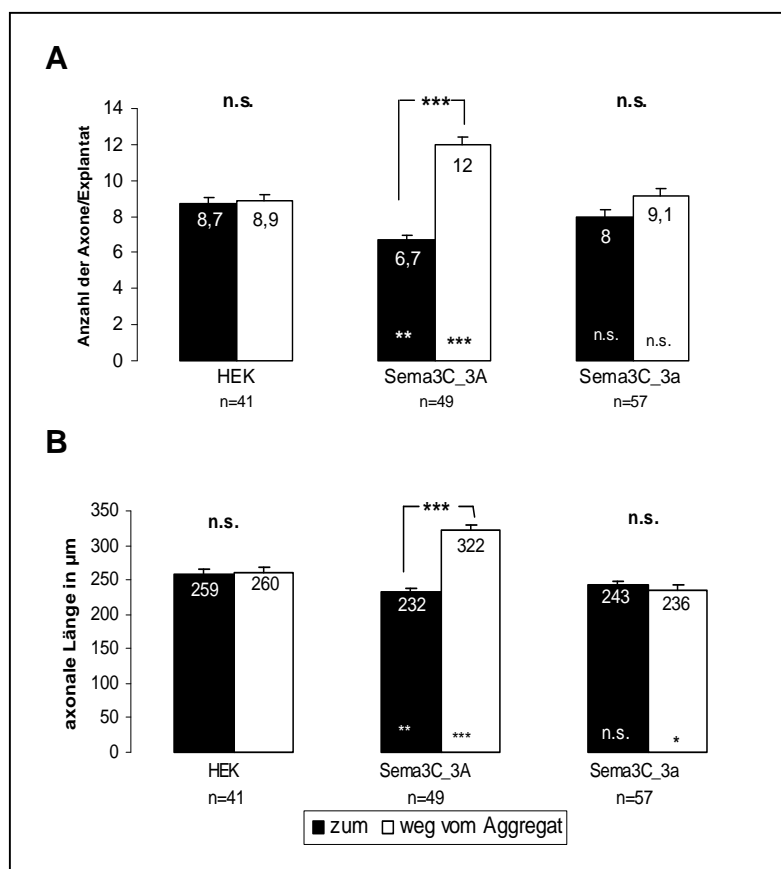 A
n.s. *** n.s.
Anzahl der Axone/Explantat
14
12
10
8
6
4
2
0
8,7 8,9 6,7 12 8 9,1
** *** n.s. n.s.
HEK Sema3C_3A Sema3C_3a
n=41 n=49 n=57
B
n.s. *** n.s.
axonale Länge in µm
350
300
250
200
150
100
50
0
259 260 232 322 243 236
** *** n.s. *
HEK Sema3C_3A Sema3C_3a
n=41 n=49 n=57
zum weg vom Aggregat